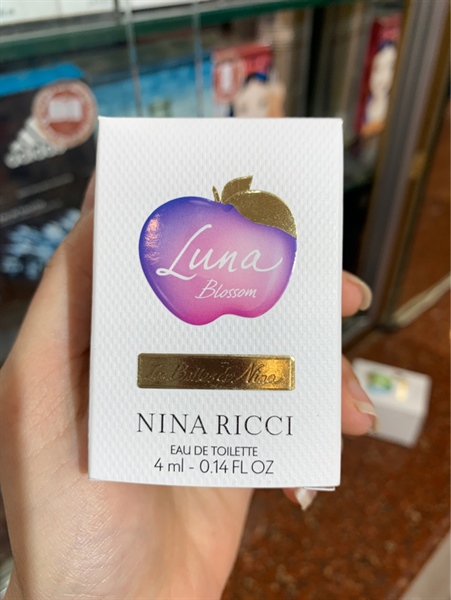 Luna
Blossom
Les Belles de Nina
NINA RICCI
EAU DE TOILETTE
4 ml - 0.14 FL OZ